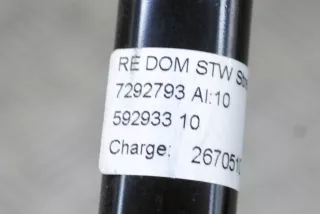 RE DOM STW
7292793 AI:10
592933 10
Charge;